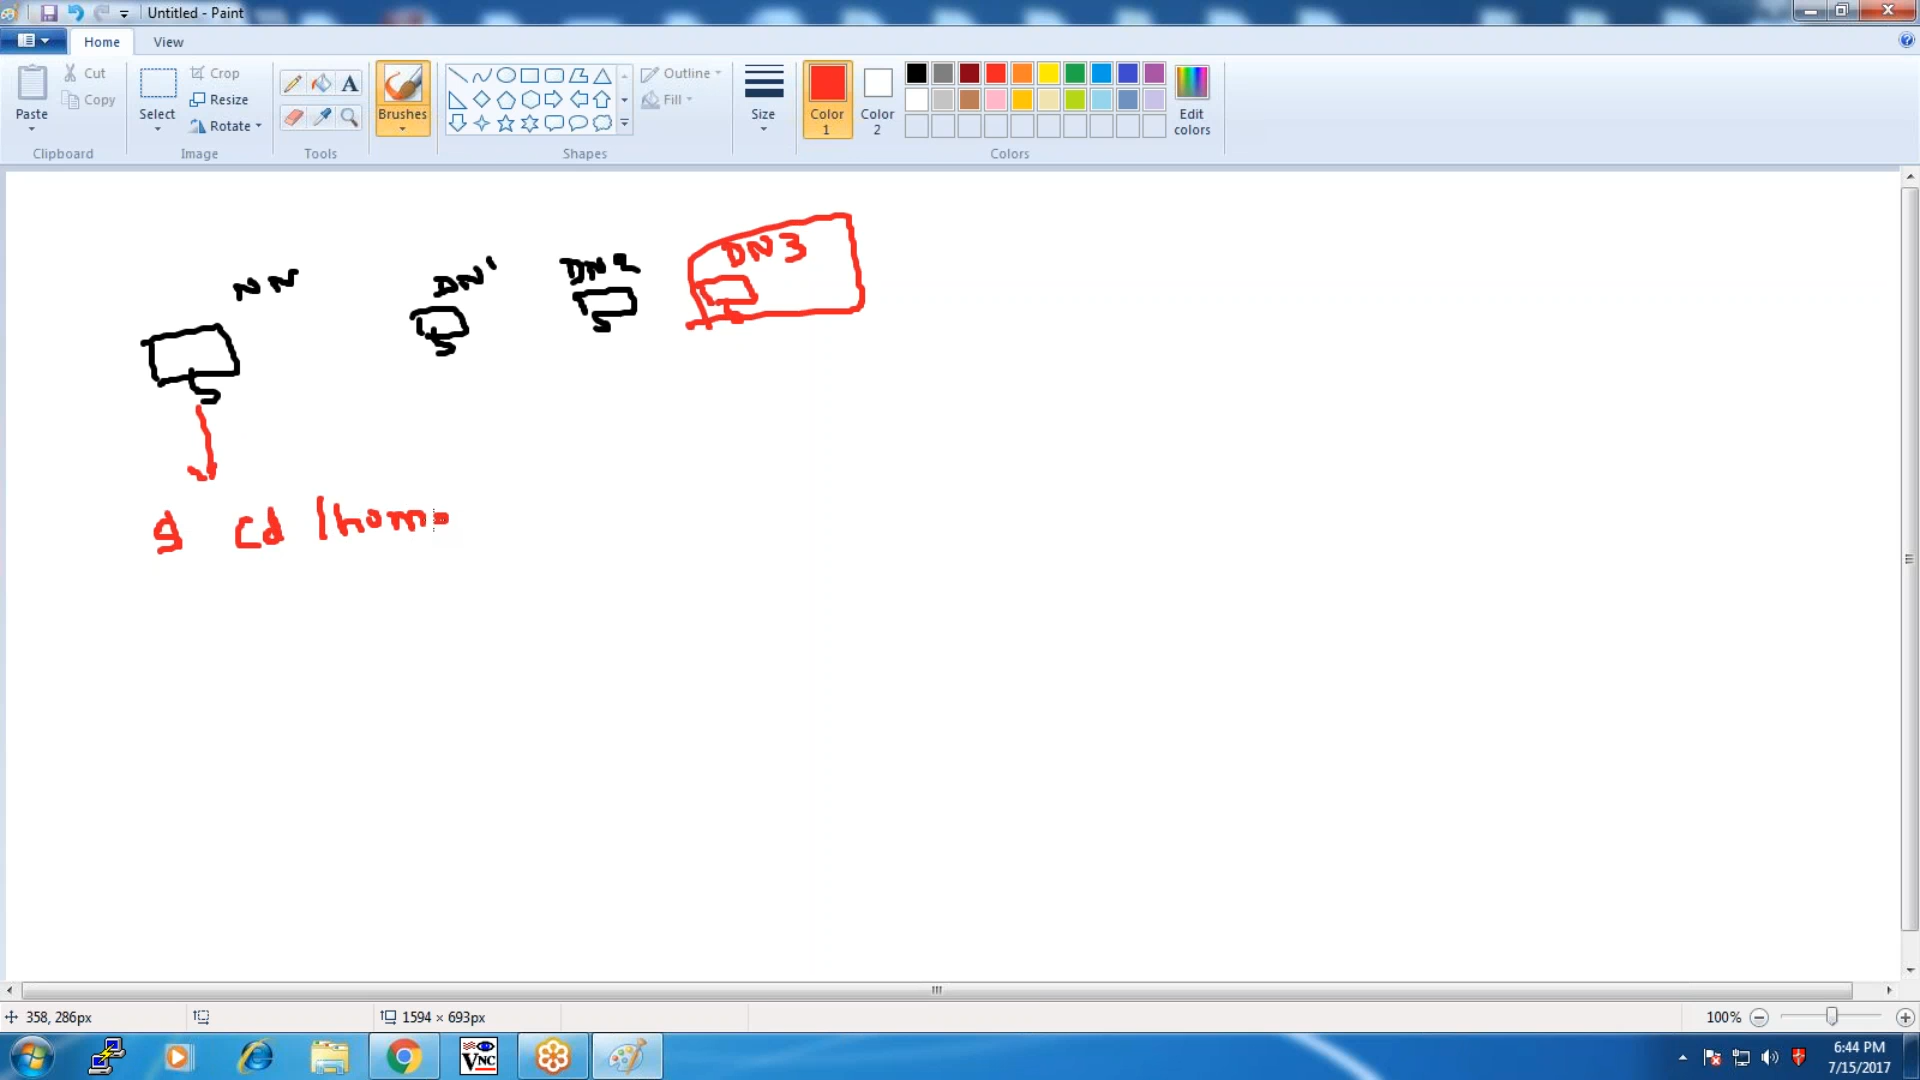 Untitled - Paint
Home View
Paste
Cut
Copy
Clipboard
Select
Crop
Resize
Rotate
Image
Tools
Brushes
Shapes
Outline
Fill
Size
Color 1
Color 2
Edit colors
Colors
NN DN1 DN2 DN3
$ Cd /hom
358, 286px
1594 × 693px
100%
VNC
6:44 PM
7/15/2017